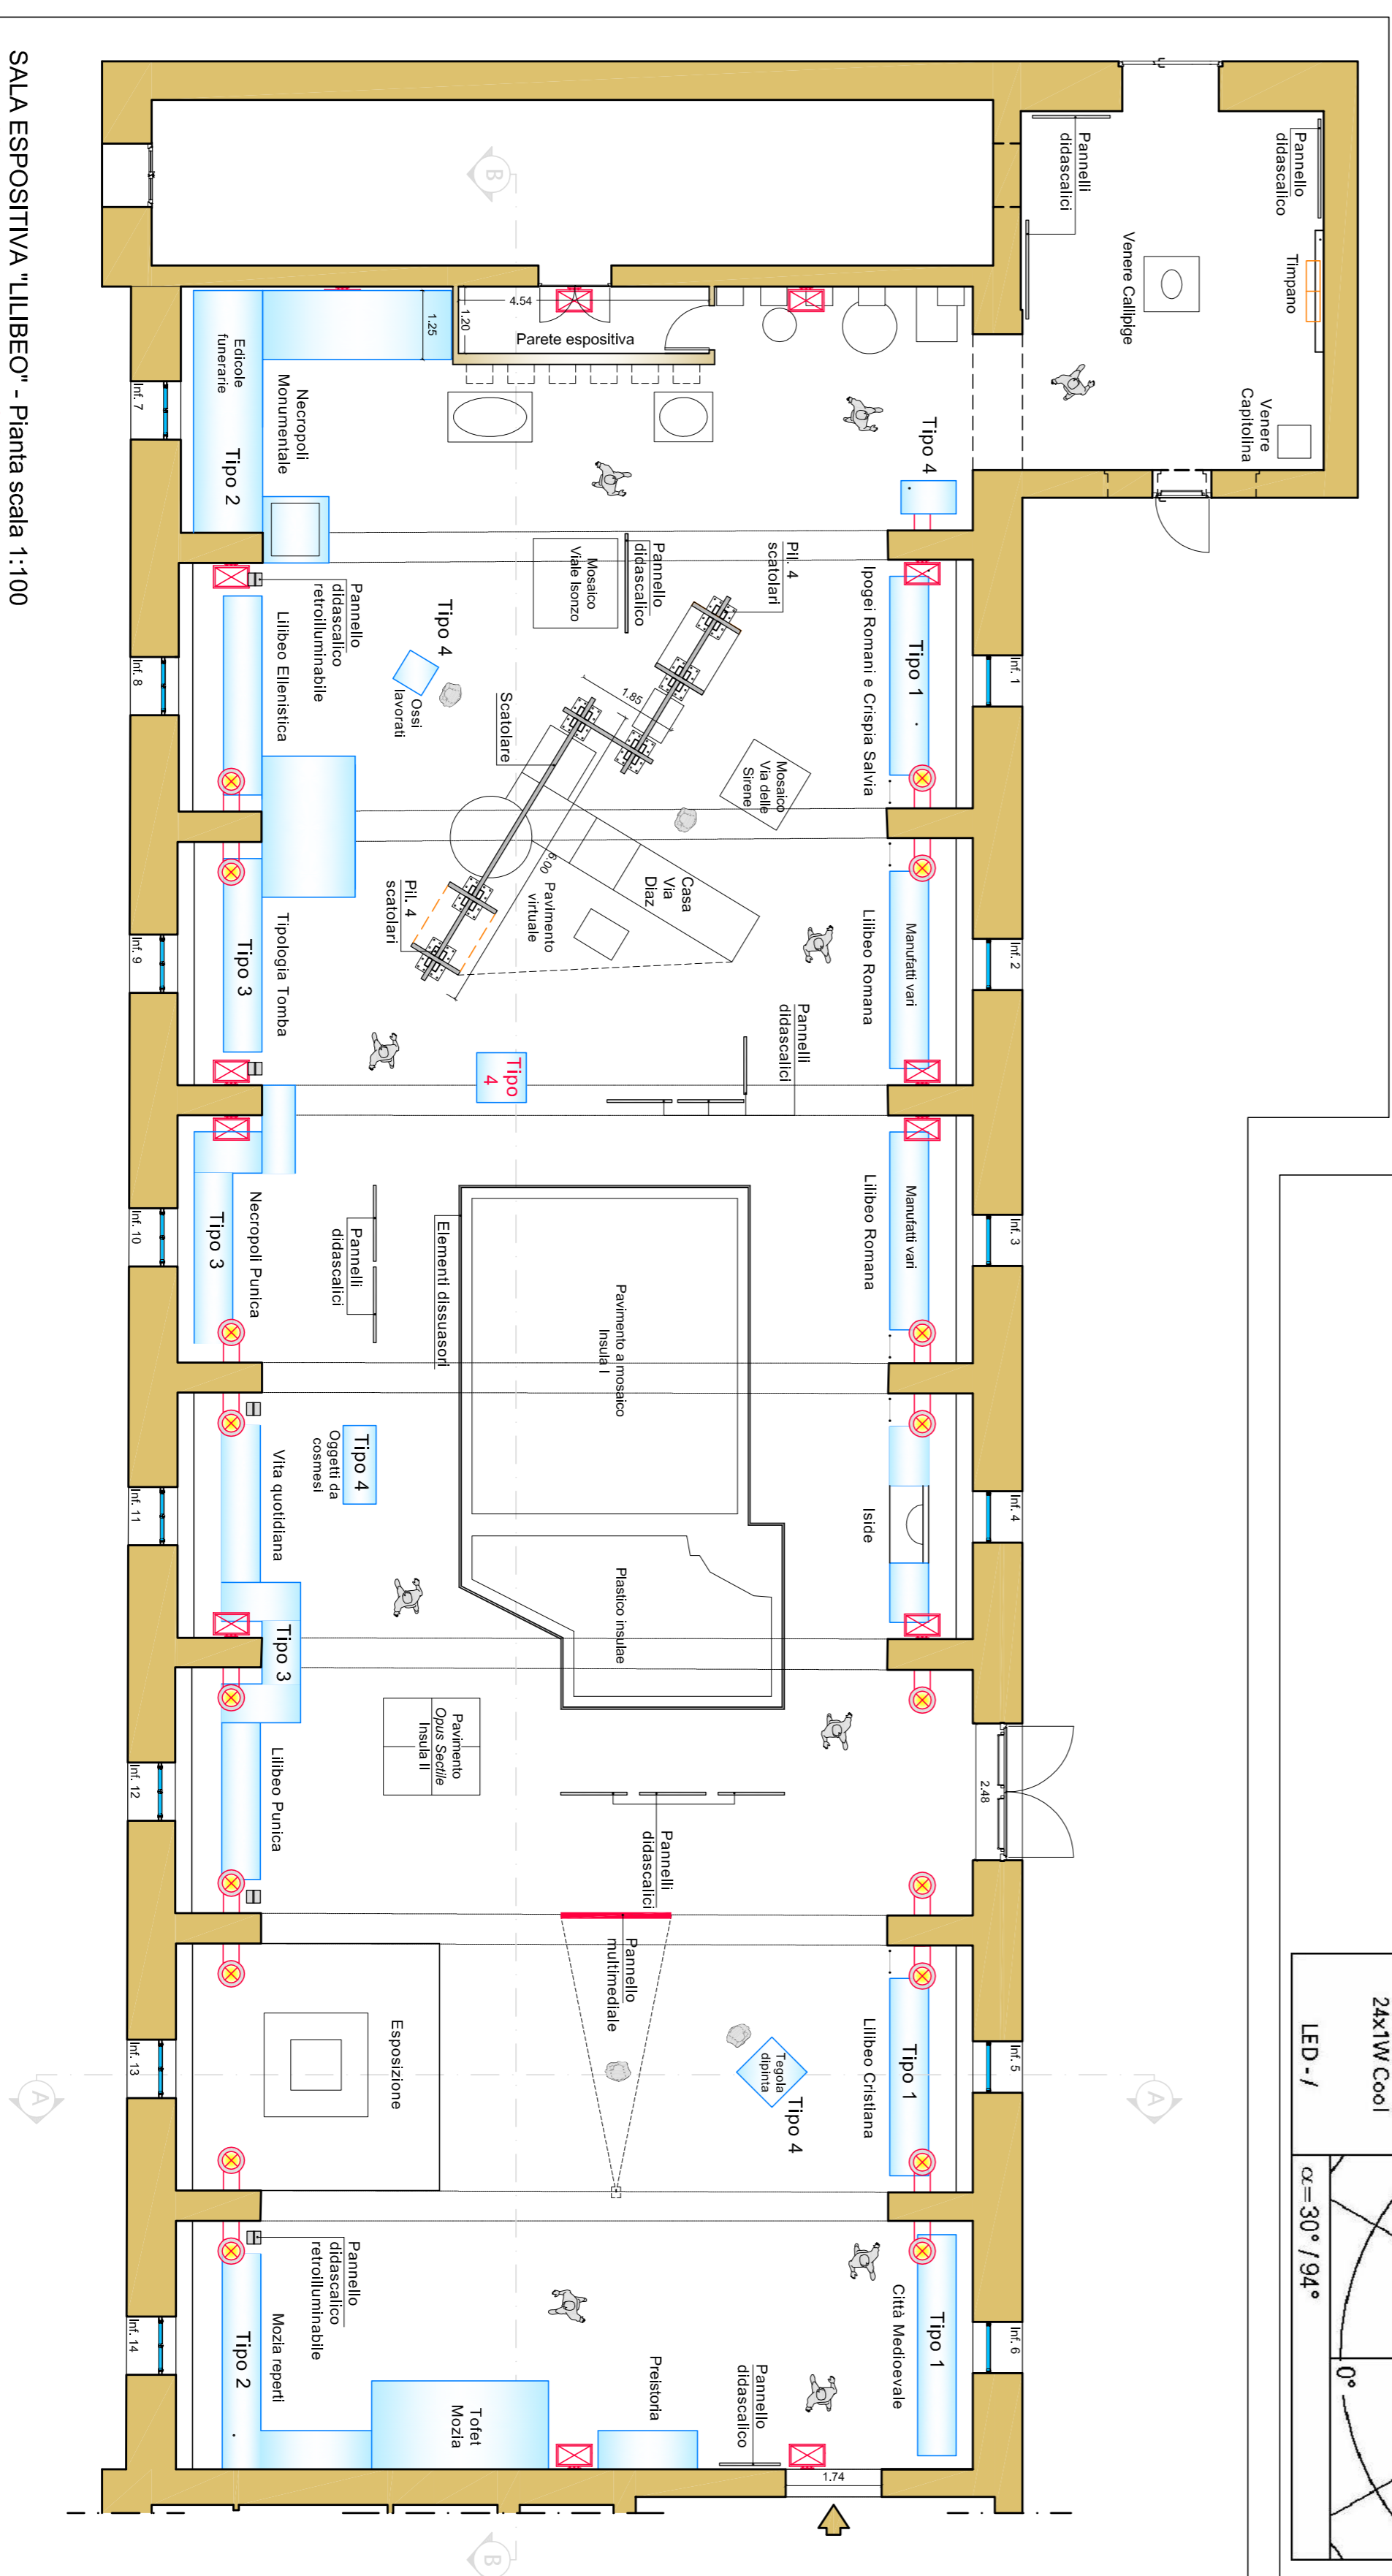 SALA ESPOSITIVA "LILIBEO" - Pianta scala 1:100
24x1W Cool
LED - /
α=30° / 94°
0°
Pannello
didascalico
Timpano
Pannelli
didascalici
Venere Callipige
Venere
Capitolina
B
4.54
1.20
1.25
Parete espositiva
Edicole
funerarie
Tipo 2
Necropoli
Monumentale
Tipo 4
Inf. 7
Pannello
didascalico
Mosaico
Viale Isonzo
Pil. 4
scatolari
Ipogei Romani e Crispia Salvia
Tipo 1
Inf. 1
Pannello
didascalico
retroilluminabile
Lilibeo Ellenistica
Tipo 4
Ossi
lavorati
Scatolare
1.85
Mosaico
Via delle
Sirene
Inf. 8
9.00
Pavimento
virtuale
Casa
Via
Diaz
Pil. 4
scatolari
Tipologia Tomba
Tipo 3
Inf. 9
Lilibeo Romana
Manufatti vari
Inf. 2
Pannelli
didascalici
Tipo
4
Necropoli Punica
Tipo 3
Inf. 10
Pannelli
didascalici
Elementi dissuasori
Pavimento a mosaico
Insula I
Lilibeo Romana
Manufatti vari
Inf. 3
Vita quotidiana
Tipo 4
Oggetti da
cosmesi
Inf. 11
Plastico insulae
Iside
Inf. 4
Tipo 3
Lilibeo Punica
Inf. 12
Pavimento
Opus Sectile
Insula II
2.48
Pannelli
didascalici
Pannello
multimediale
Esposizione
Inf. 13
Tegola
dipinta
Tipo 4
Lilibeo Cristiana
Tipo 1
Inf. 5
A
A
Pannello
didascalico
retroilluminabile
Mozia reperti
Tipo 2
Inf. 14
Tofet
Mozia
Preistoria
Pannello
didascalico
Città Medioevale
Tipo 1
Inf. 6
1.74
B